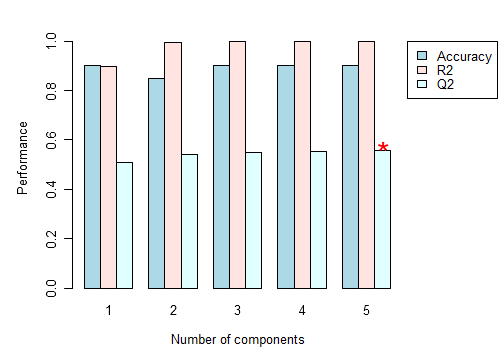 Accuracy
R2
Q2
Performance
1.0
0.8
0.6
0.4
0.2
0.0
*
1 2 3 4 5
Number of components